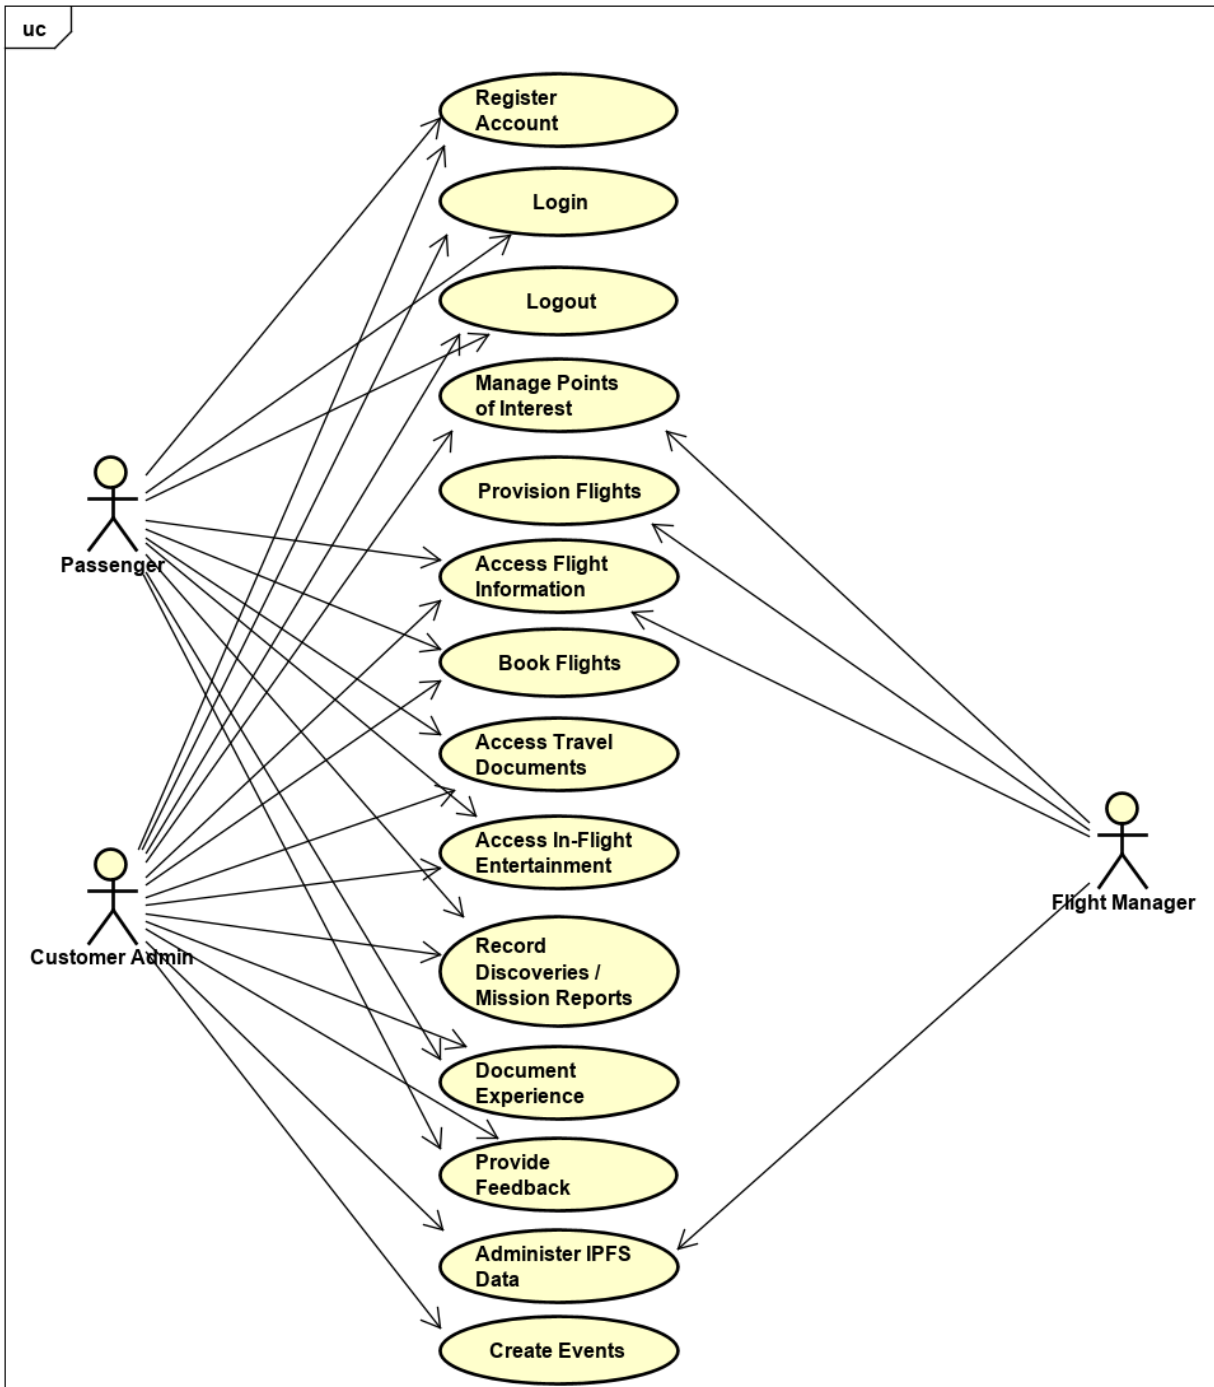 uc
Register
Account
Login
Logout
Manage Points
of Interest
Provision Flights
Passenger
Access Flight
Information
Book Flights
Access Travel
Documents
Access In-Flight
Entertainment
Flight Manager
Customer Admin
Record
Discoveries /
Mission Reports
Document
Experience
Provide
Feedback
Administer IPFS
Data
Create Events